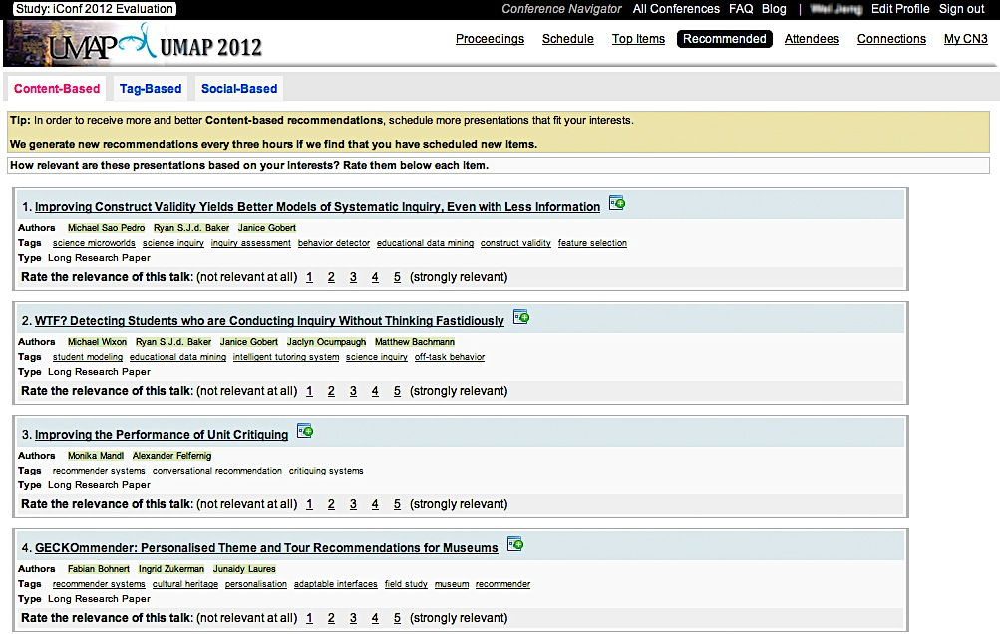 Study: iConf 2012 Evaluation
Conference Navigator All Conferences FAQ Blog | Edit Profile Sign out
UMAP UMAP 2012
Proceedings Schedule Top Items Recommended Attendees Connections My CN3
Content-Based Tag-Based Social-Based
Tip: In order to receive more and better Content-based recommendations, schedule more presentations that fit your interests.
We generate new recommendations every three hours if we find that you have scheduled new items.
How relevant are these presentations based on your interests? Rate them below each item.
1. Improving Construct Validity Yields Better Models of Systematic Inquiry, Even with Less Information
Authors Michael Sao Pedro Ryan S.J.d. Baker Janice Gobert
Tags science microworlds science inquiry inquiry assessment behavior detector educational data mining construct validity feature selection
Type Long Research Paper
Rate the relevance of this talk: (not relevant at all) 1 2 3 4 5 (strongly relevant)
2. WTF? Detecting Students who are Conducting Inquiry Without Thinking Fastidiously
Authors Michael Wixon Ryan S.J.d. Baker Janice Gobert Jaclyn Ocumpaugh Matthew Bachmann
Tags student modeling educational data mining intelligent tutoring system science inquiry off-task behavior
Type Long Research Paper
Rate the relevance of this talk: (not relevant at all) 1 2 3 4 5 (strongly relevant)
3. Improving the Performance of Unit Critiquing
Authors Monika Mandl Alexander Felfernig
Tags recommender systems conversational recommendation critiquing systems
Type Long Research Paper
Rate the relevance of this talk: (not relevant at all) 1 2 3 4 5 (strongly relevant)
4. GECKOmmender: Personalised Theme and Tour Recommendations for Museums
Authors Fabian Bohnert Ingrid Zukerman Junaidy Laures
Tags recommender systems cultural heritage personalisation adaptable interfaces field study museum recommender
Type Long Research Paper
Rate the relevance of this talk: (not relevant at all) 1 2 3 4 5 (strongly relevant)